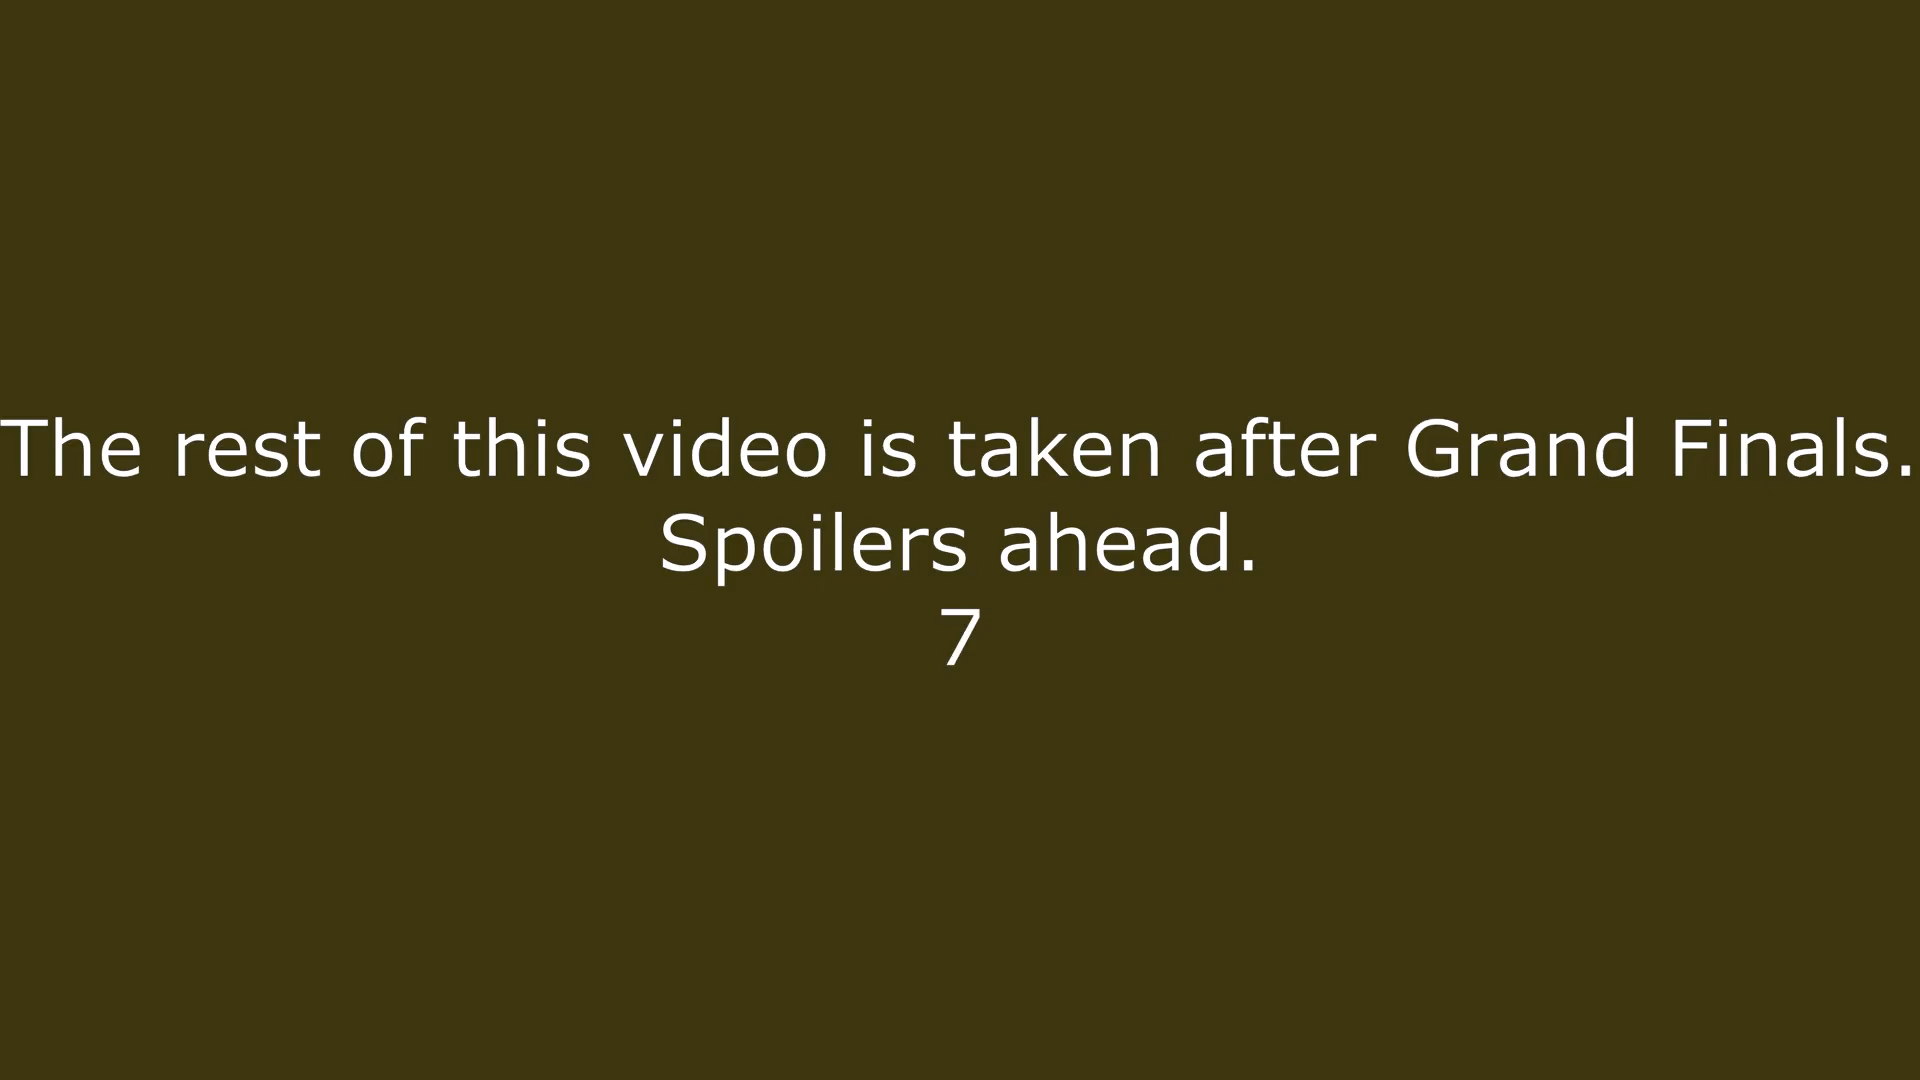 The rest of this video is taken after Grand Finals.
Spoilers ahead.
7